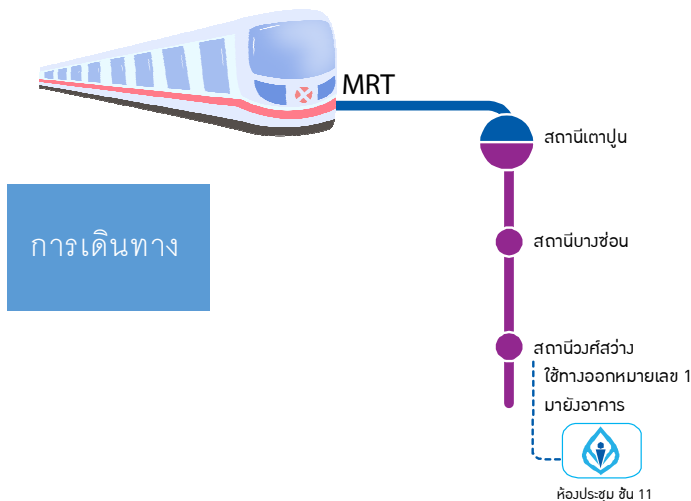 MRT
สถานีเตาปูน
การเดินทาง
สถานีบางซ่อน
สถานีวงศ์สว่าง
ใช้ทางออกหมายเลข 1
มายังอาคาร
ห้องประชุม ชั้น 11